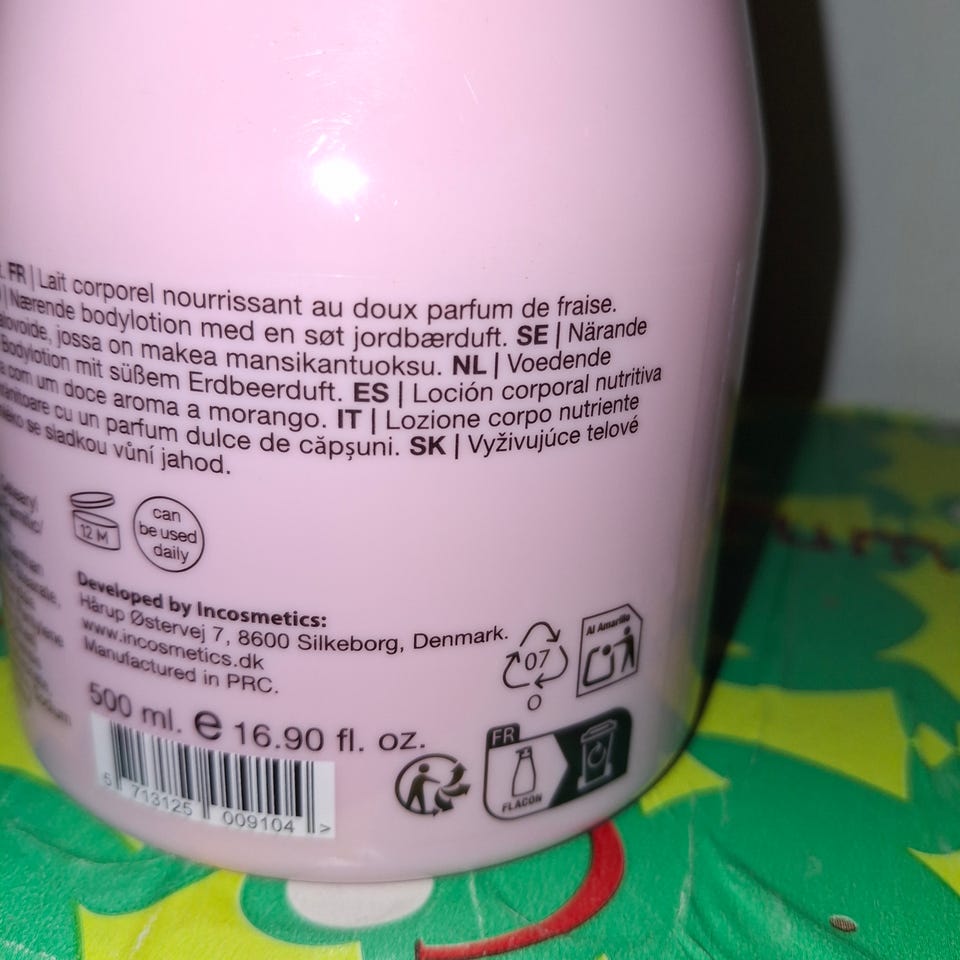 FR | Lait corporel nourrissant au doux parfum de fraise.
| Nærende bodylotion med en søt jordbærduft. SE | Närande
jossa on makea mansikantuoksu. NL | Voedende
Bodylotion mit süßem Erdbeerduft. ES | Loción corporal nutritiva
com um doce aroma a morango. IT | Lozione corpo nutriente
cu un parfum dulce de căpșuni. SK | Vyživujúce telové
se sladkou vůní jahod.
12 M
can
be used
daily
Developed by Incosmetics:
Hårup Østervej 7, 8600 Silkeborg, Denmark.
www.incosmetics.dk
Manufactured in PRC.
500 ml. e 16.90 fl. oz.
5 713125 009104 >
07
O
Al Amarillo
FR
FLACON